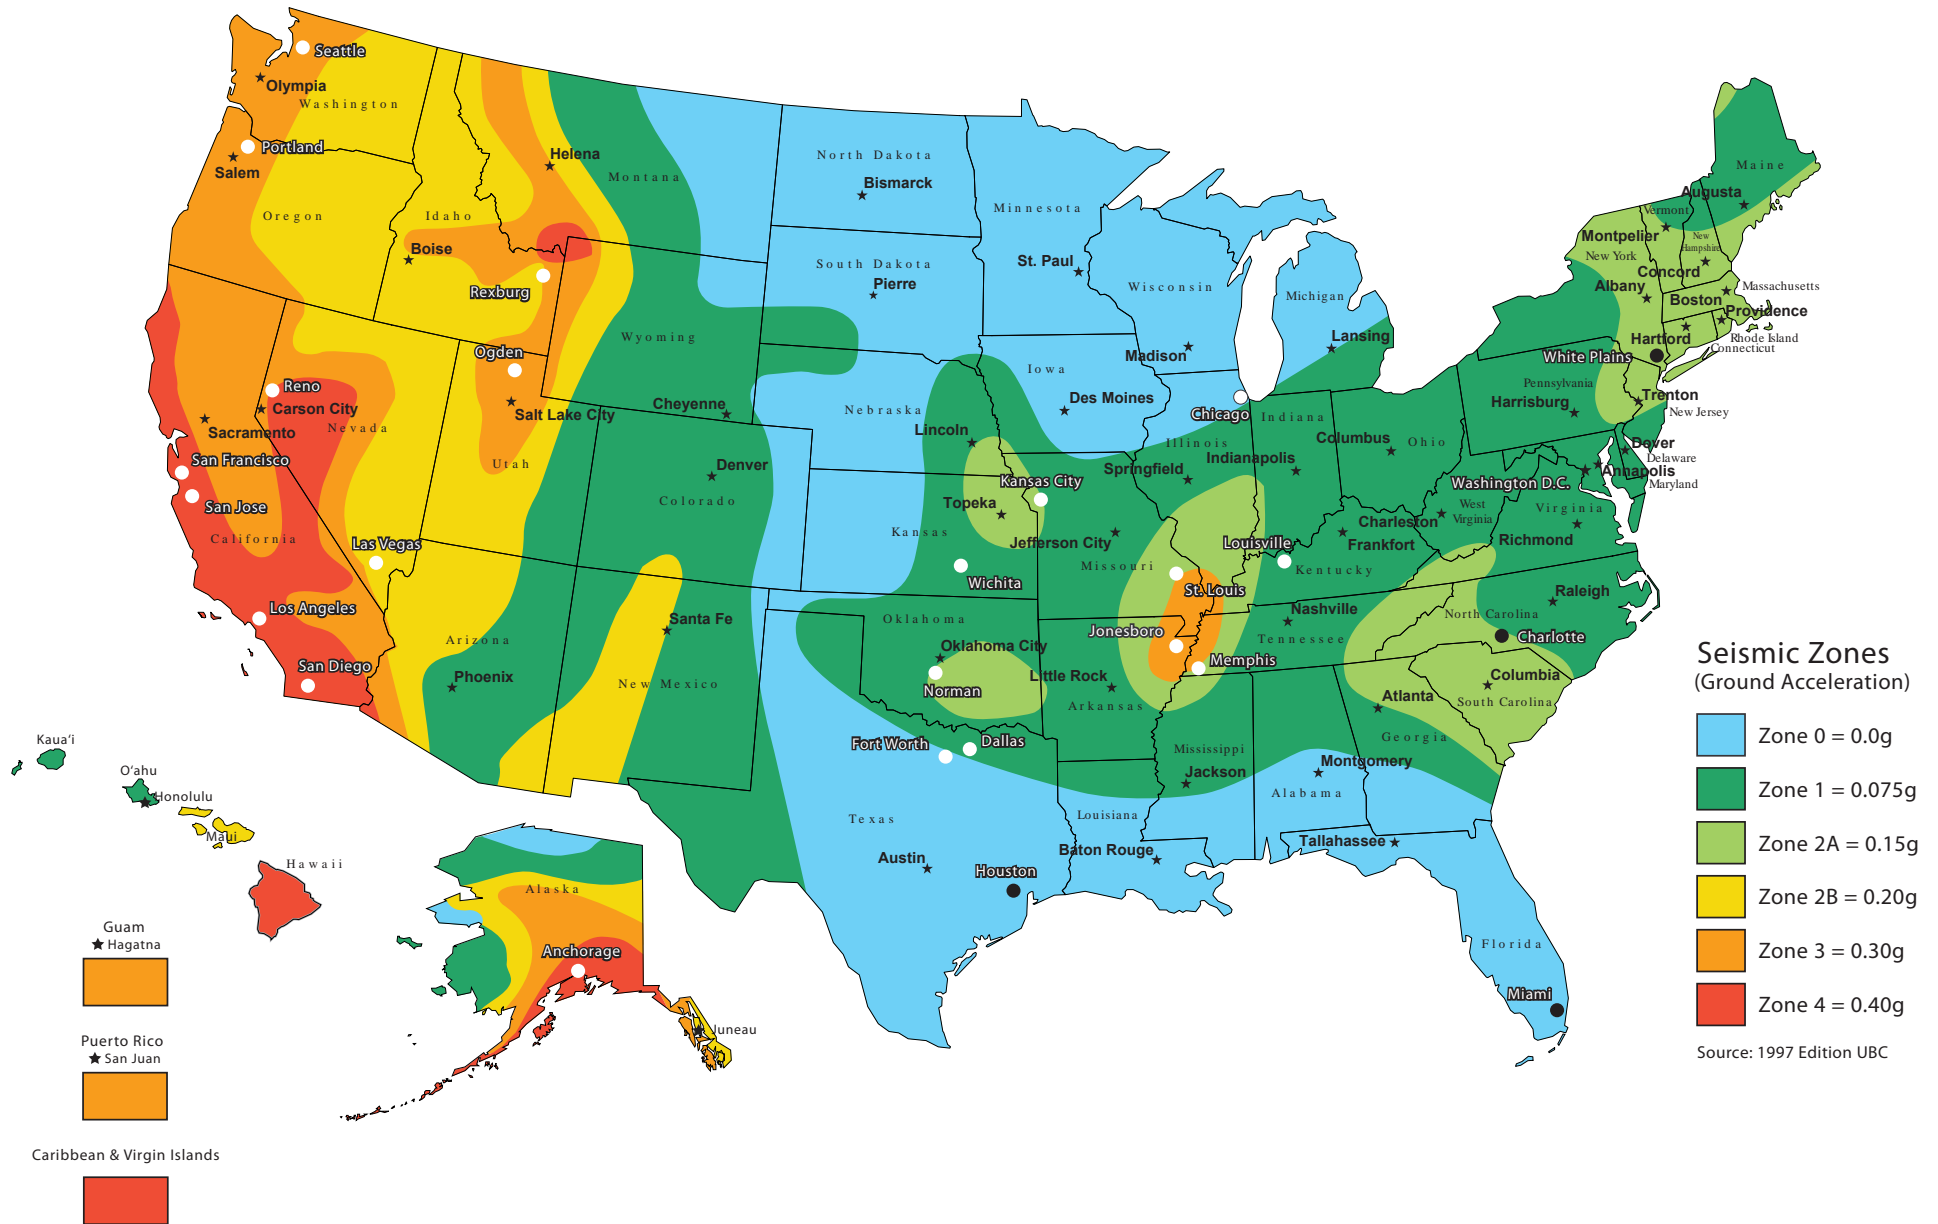 Seattle
Olympia
Washington
Portland
Salem
Oregon
Idaho
Boise
Rexburg
Helena
Montana
North Dakota
Bismarck
South Dakota
Pierre
Minnesota
St. Paul
Wisconsin
Madison
Michigan
Lansing
Maine
Augusta
Vermont
Montpelier
New
Hampshire
New York
Concord
Albany
Massachusetts
Boston
Providence
Hartford
Rhode Island
Connecticut
White Plains
Pennsylvania
Harrisburg
Trenton
New Jersey
Dover
Delaware
Annapolis
Maryland
Washington D.C.
West
Virginia
Virginia
Richmond
Charleston
Ogden
Salt Lake City
Utah
Reno
Carson City
Nevada
Sacramento
San Francisco
San Jose
California
Las Vegas
Los Angeles
San Diego
Wyoming
Cheyenne
Denver
Colorado
Nebraska
Lincoln
Iowa
Des Moines
Chicago
Illinois
Springfield
Indiana
Indianapolis
Columbus
Ohio
Kansas City
Topeka
Kansas
Wichita
Jefferson City
Missouri
St. Louis
Louisville
Frankfort
Kentucky
Nashville
Tennessee
Jonesboro
Memphis
Raleigh
North Carolina
Charlotte
Columbia
South Carolina
Atlanta
Georgia
Arizona
Phoenix
Santa Fe
New Mexico
Oklahoma
Oklahoma City
Norman
Little Rock
Arkansas
Fort Worth
Dallas
Texas
Austin
Houston
Louisiana
Baton Rouge
Mississippi
Jackson
Montgomery
Alabama
Tallahassee
Florida
Miami
Kaua‘i
O‘ahu
Honolulu
Maui
Hawaii
Alaska
Anchorage
Juneau
Guam
Hagatna
Puerto Rico
San Juan
Caribbean & Virgin Islands
Seismic Zones
(Ground Acceleration)
Zone 0 = 0.0g
Zone 1 = 0.075g
Zone 2A = 0.15g
Zone 2B = 0.20g
Zone 3 = 0.30g
Zone 4 = 0.40g
Source: 1997 Edition UBC